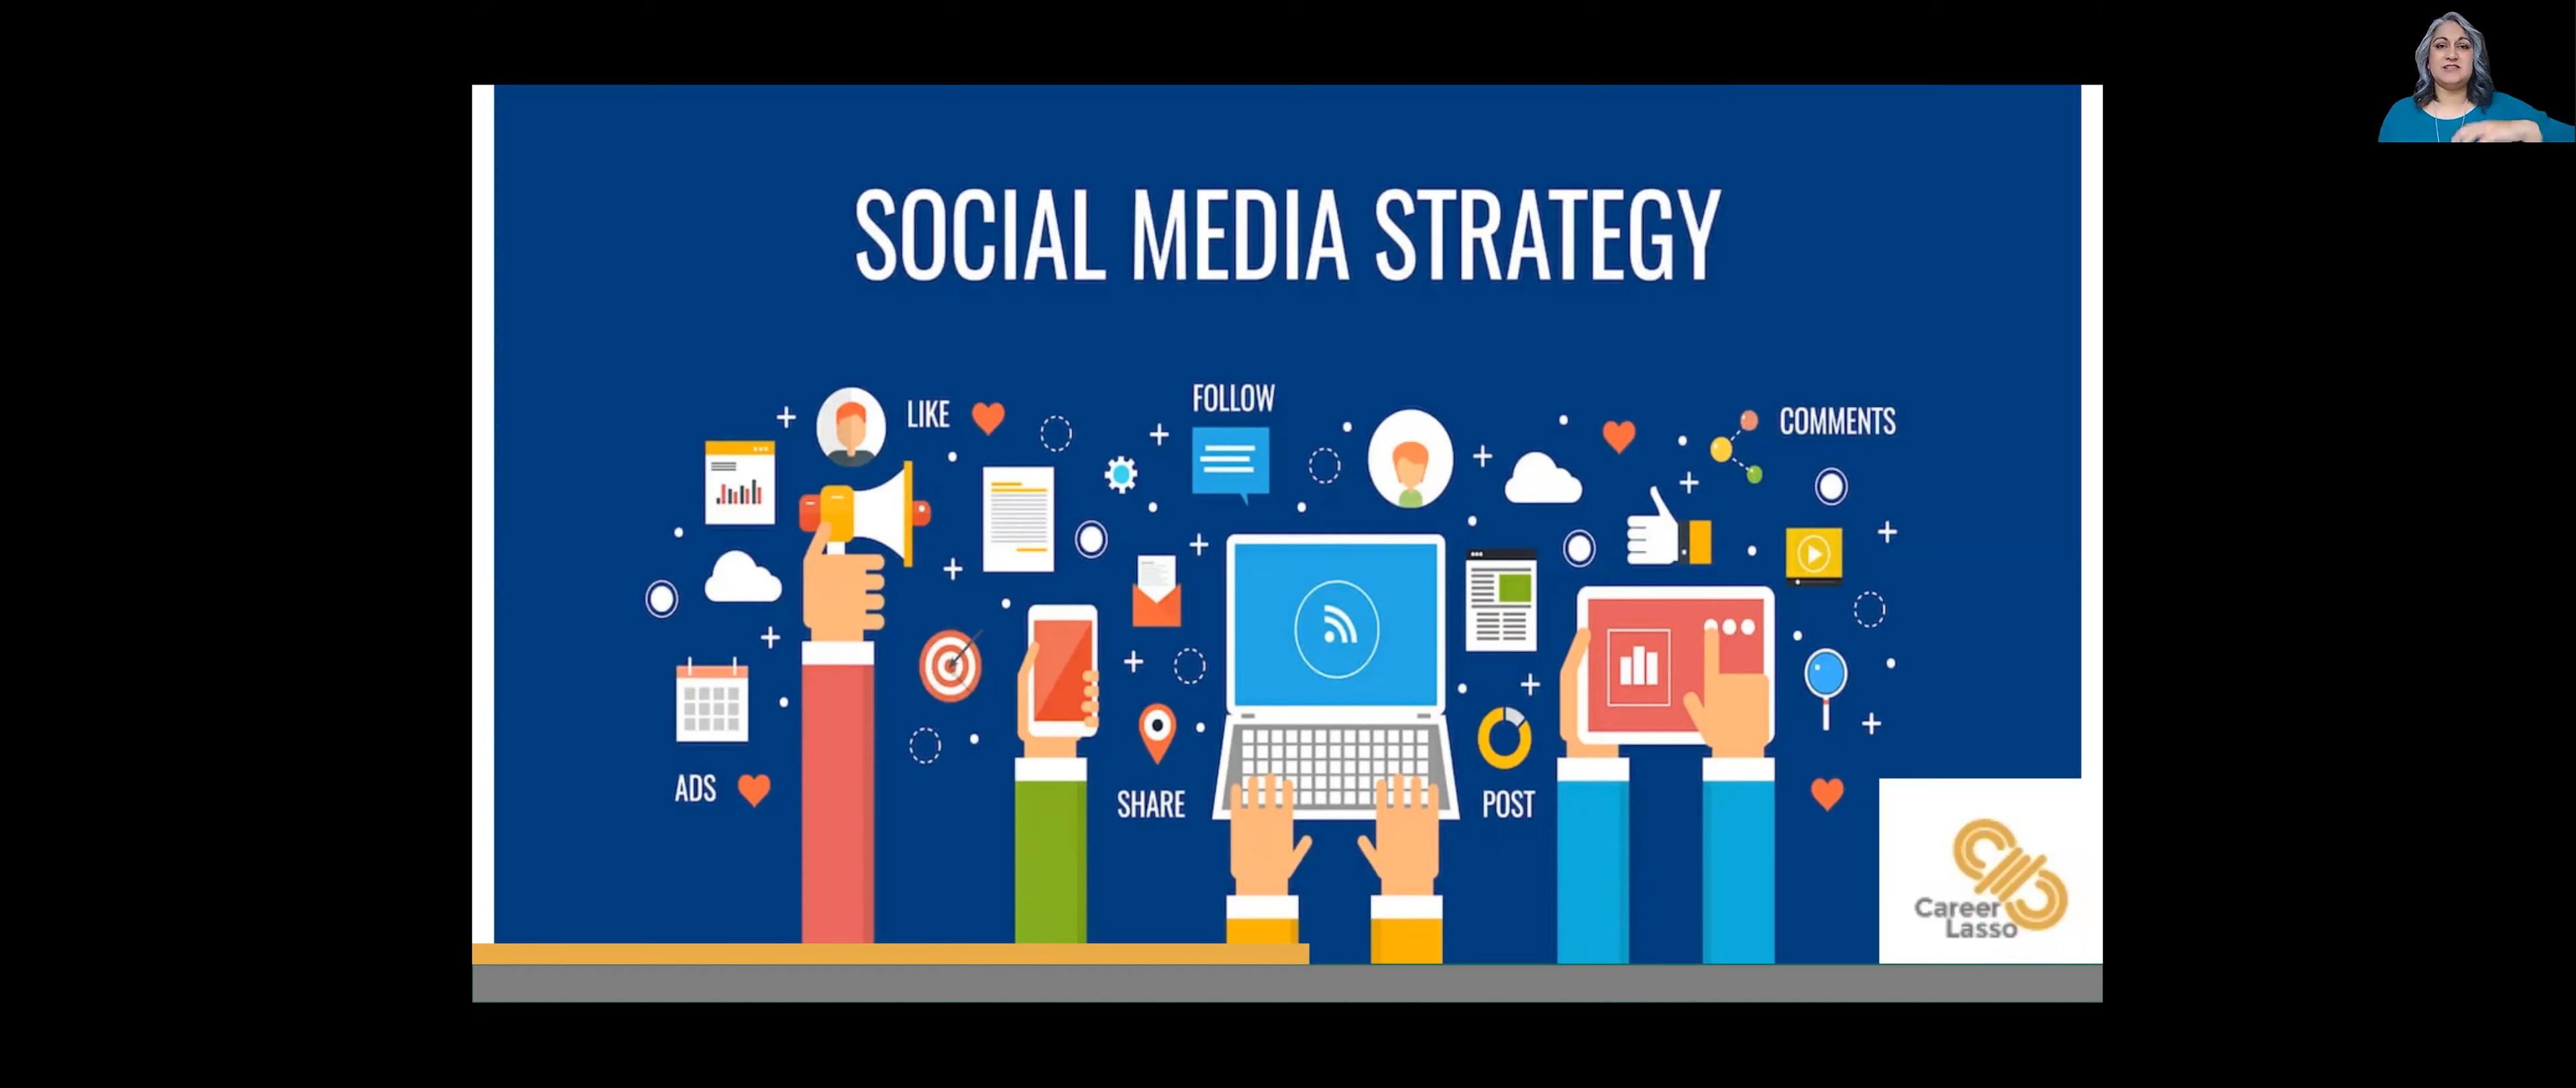 SOCIAL MEDIA STRATEGY
LIKE
FOLLOW
COMMENTS
ADS
SHARE
POST
Career
Lasso